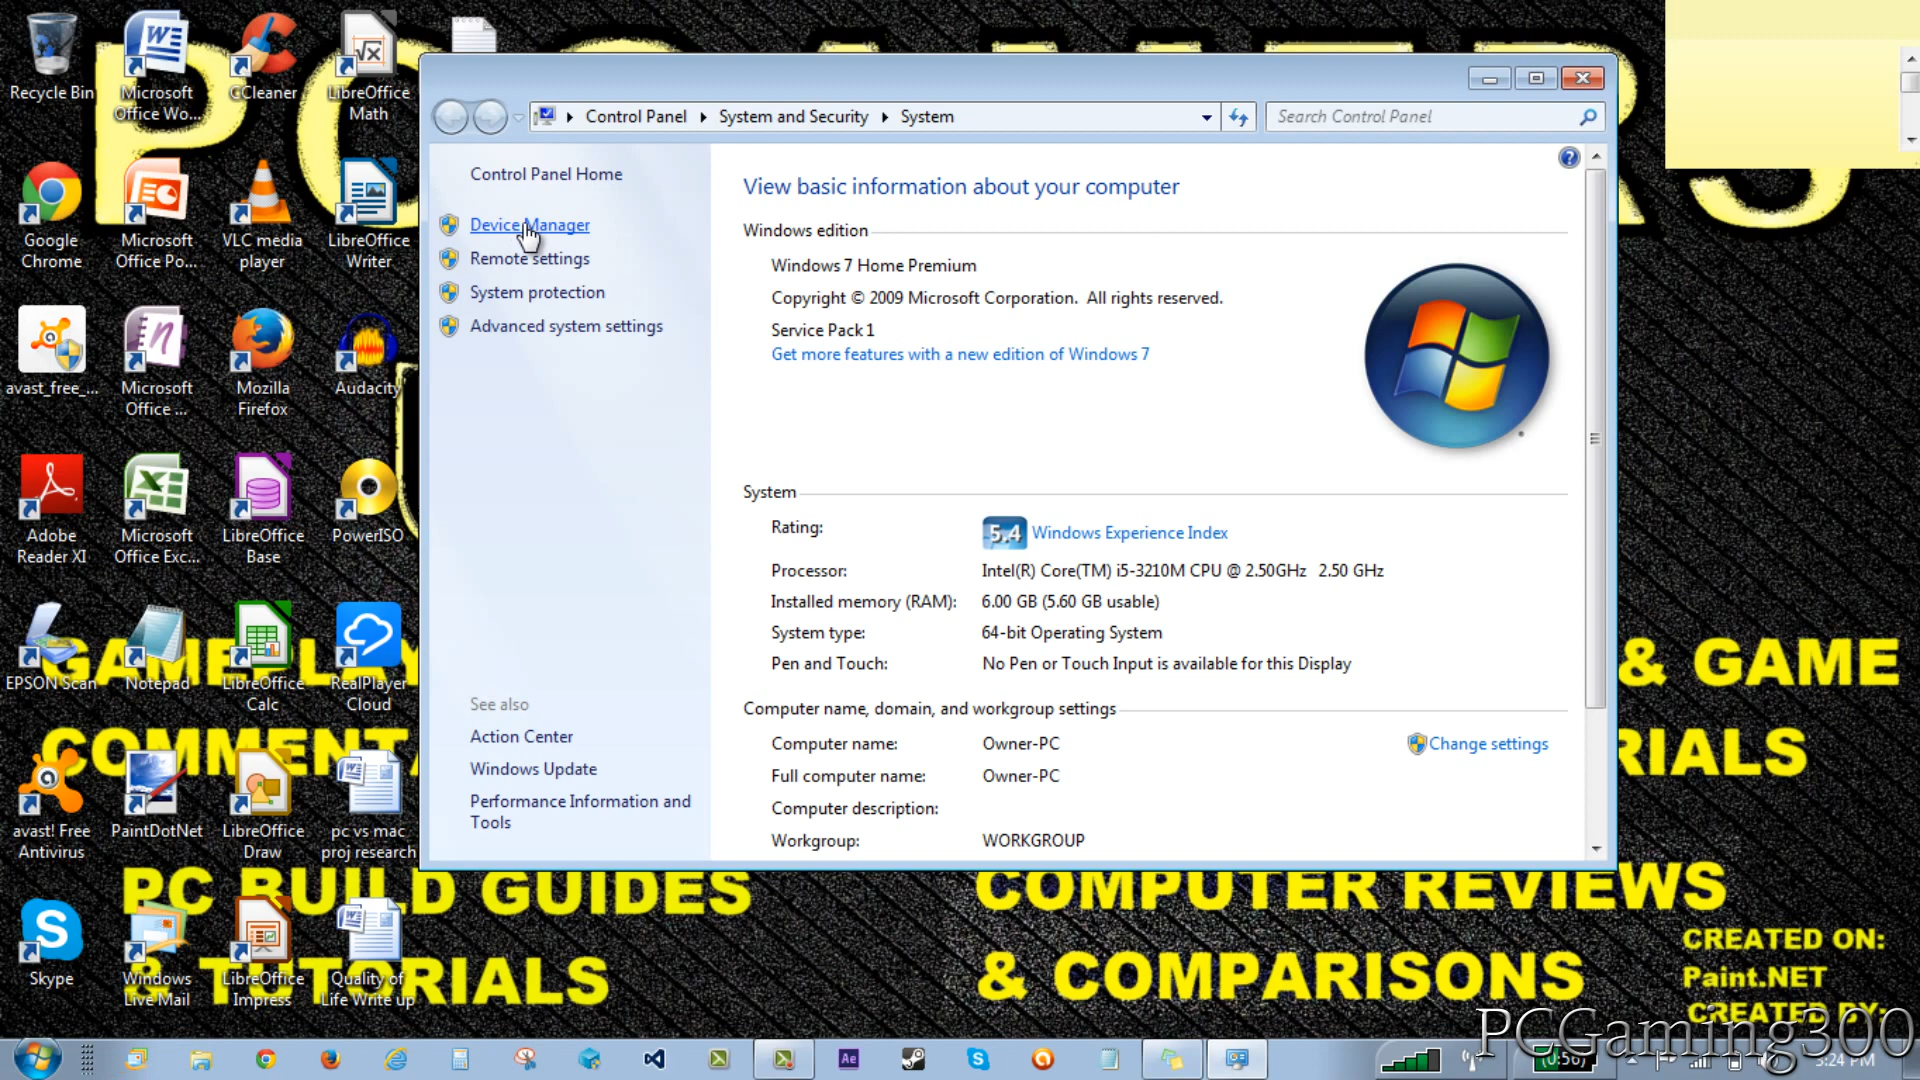 Recycle Bin
Microsoft
Office Wo...
CCleaner
LibreOffice
Math
Google
Chrome
Microsoft
Office Po...
VLC media
player
LibreOffice
Writer
avast_free_...
Microsoft
Office ...
Mozilla
Firefox
Audacity
Adobe
Reader XI
Microsoft
Office Exc...
LibreOffice
Base
PowerISO
EPSON Scan
Notepad
LibreOffice
Calc
RealPlayer
Cloud
avast! Free
Antivirus
PaintDotNet
LibreOffice
Draw
pc vs mac
proj research
Skype
Windows
Live Mail
LibreOffice
Impress
Quality of
Life Write up
Control Panel
System and Security
System
Search Control Panel
Control Panel Home
Device Manager
Remote settings
System protection
Advanced system settings
See also
Action Center
Windows Update
Performance Information and
Tools
View basic information about your computer
Windows edition
Windows 7 Home Premium
Copyright © 2009 Microsoft Corporation. All rights reserved.
Service Pack 1
Get more features with a new edition of Windows 7
System
Rating:
5.4 Windows Experience Index
Processor: Intel(R) Core(TM) i5-3210M CPU @ 2.50GHz 2.50 GHz
Installed memory (RAM): 6.00 GB (5.60 GB usable)
System type: 64-bit Operating System
Pen and Touch: No Pen or Touch Input is available for this Display
Computer name, domain, and workgroup settings
Computer name: Owner-PC
Change settings
Full computer name: Owner-PC
Computer description:
Workgroup: WORKGROUP
& GAME
RIALS
PC BUILD GUIDES
& TUTORIALS
COMPUTER REVIEWS
& COMPARISONS
CREATED ON:
Paint.NET
CREATED BY:
PCGaming300
Ae
(0:56)
3:24 PM